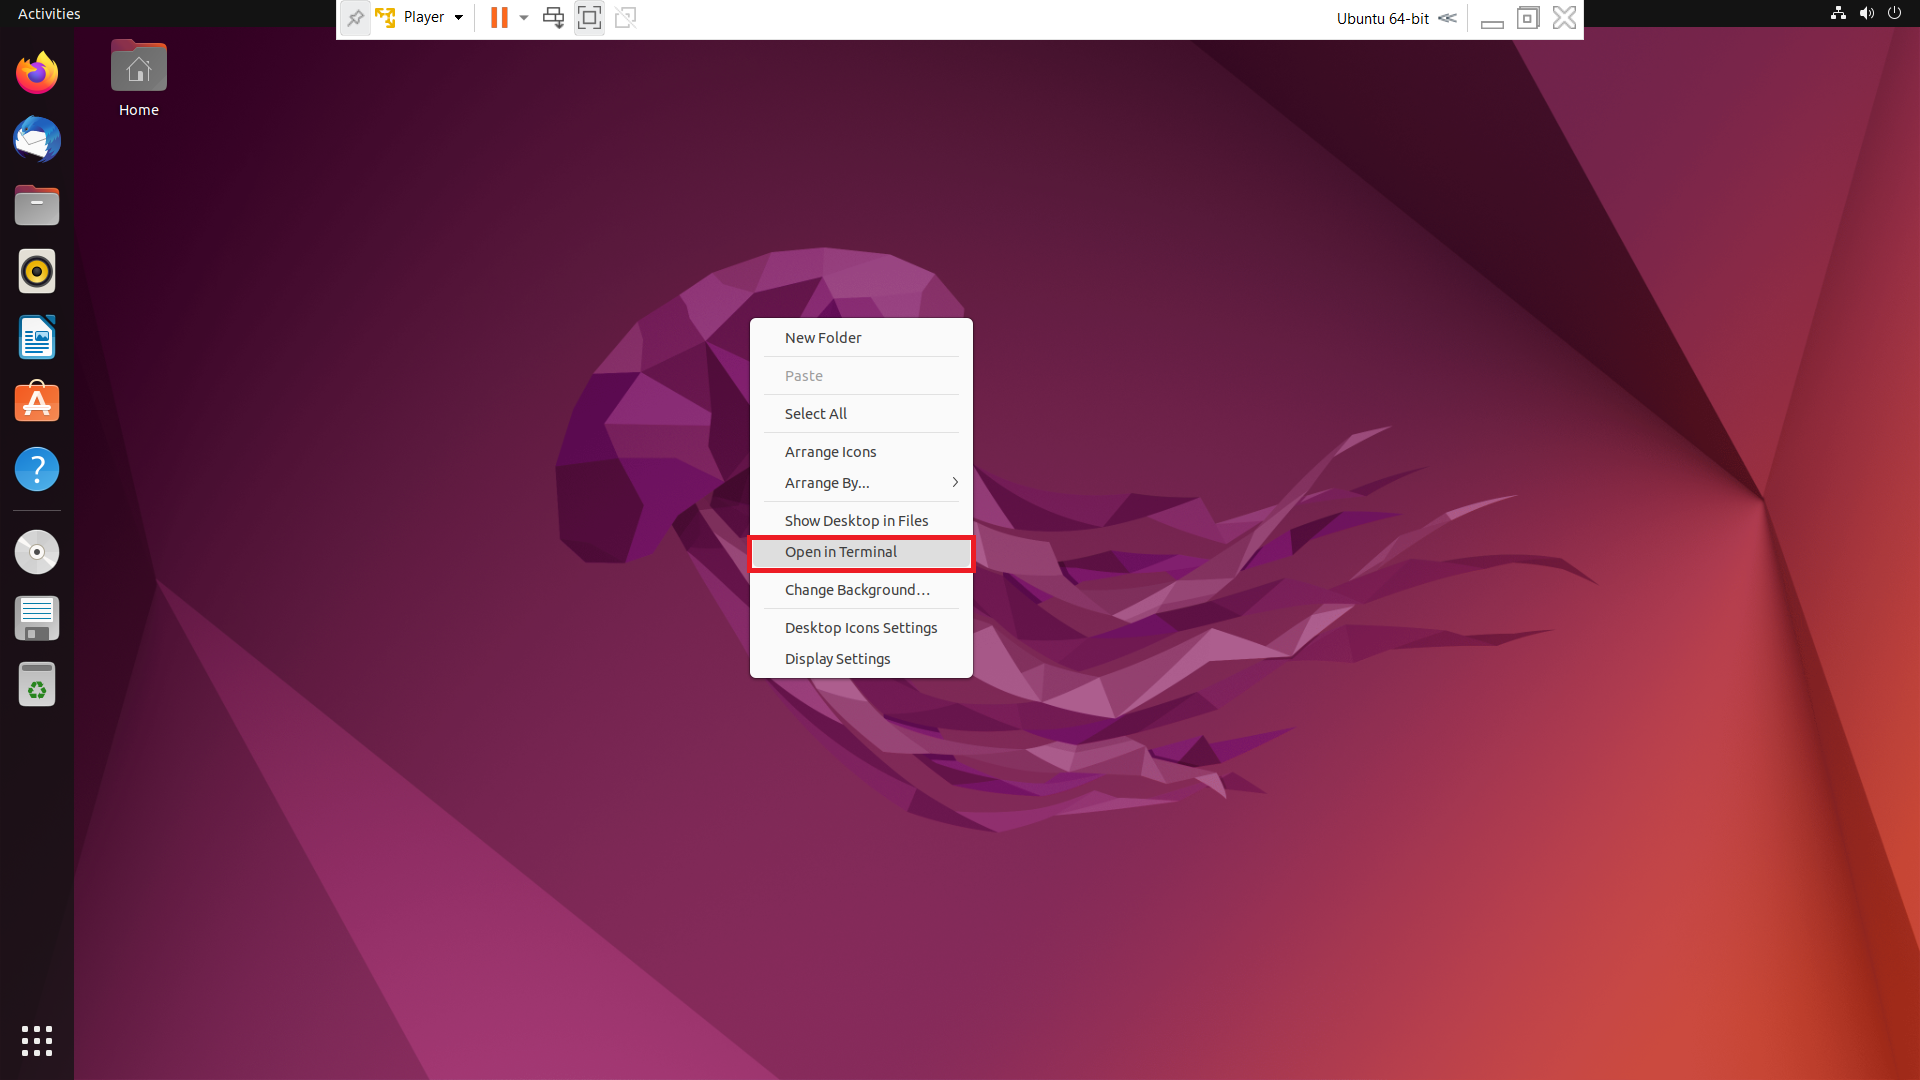 Activities
Player
Ubuntu 64-bit
Home
New Folder
Paste
Select All
Arrange Icons
Arrange By...
Show Desktop in Files
Open in Terminal
Change Background…
Desktop Icons Settings
Display Settings